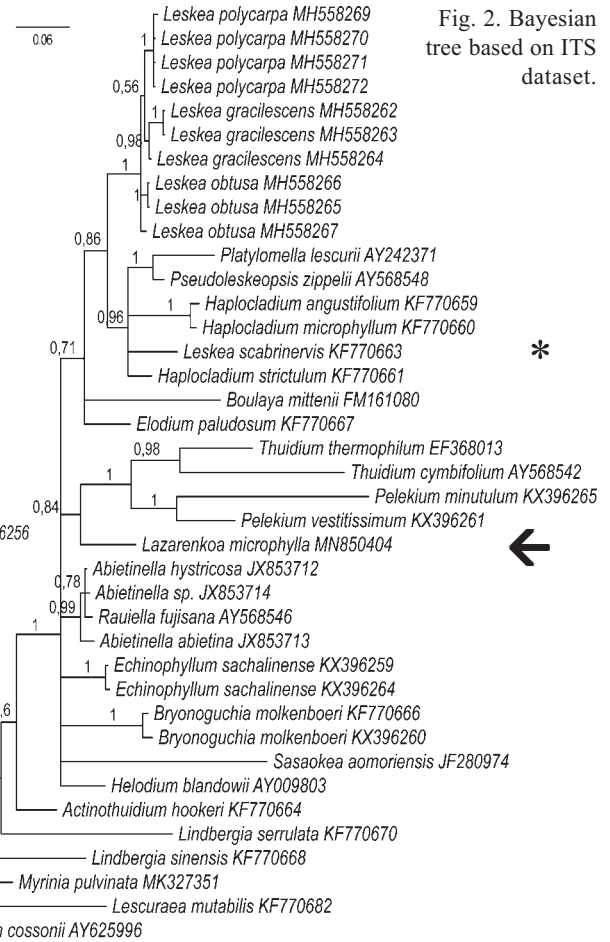 Fig. 2. Bayesian
tree based on ITS
dataset.
0.06
Leskea polycarpa MH558269
1
Leskea polycarpa MH558270
Leskea polycarpa MH558271
0,56
Leskea polycarpa MH558272
1
Leskea gracilescens MH558262
Leskea gracilescens MH558263
0,98
Leskea gracilescens MH558264
1
Leskea obtusa MH558266
1
Leskea obtusa MH558265
Leskea obtusa MH558267
0,86
Platylomella lescurii AY242371
1
Pseudoleskeopsis zippelii AY568548
1
Haplocladium angustifolium KF770659
0,96
Haplocladium microphyllum KF770660
Leskea scabrinervis KF770663 *
0,71
Haplocladium strictulum KF770661
Boulaya mittenii FM161080
Elodium paludosum KF770667
0,98
Thuidium thermophilum EF368013
1
Thuidium cymbifolium AY568542
Pelekium minutulum KX396265
1
0,84
Pelekium vestitissimum KX396261
6256
Lazarenkoa microphylla MN850404
Abietinella hystricosa JX853712
0,78
Abietinella sp. JX853714
0,99
Rauiella fujisana AY568546
1
Abietinella abietina JX853713
1
Echinophyllum sachalinense KX396259
Echinophyllum sachalinense KX396264
,6
1
Bryonoguchia molkenboeri KF770666
Bryonoguchia molkenboeri KX396260
Sasaokea aomoriensis JF280974
Helodium blandowii AY009803
Actinothuidium hookeri KF770664
Lindbergia serrulata KF770670
Lindbergia sinensis KF770668
Myrinia pulvinata MK327351
Lescuraea mutabilis KF770682
a cossonii AY625996